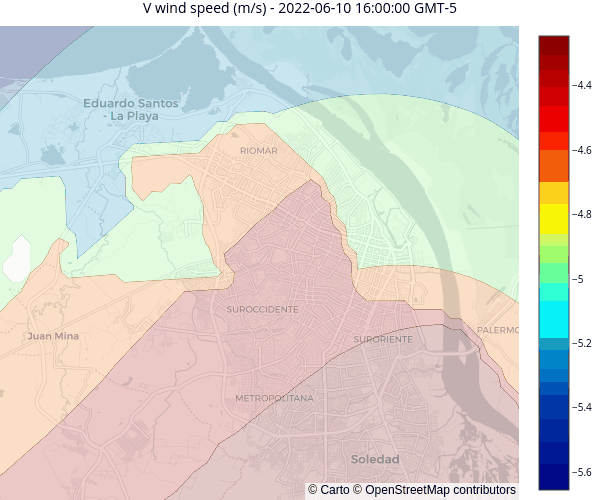 V wind speed (m/s) - 2022-06-10 16:00:00 GMT-5
Eduardo Santos
- La Playa
RIOMAR
SUROCCIDENTE
Juan Mina
SURORIENTE
PALERMO
METROPOLITANA
Soledad
© Carto © OpenStreetMap contributors
−4.4
−4.6
−4.8
−5
−5.2
−5.4
−5.6